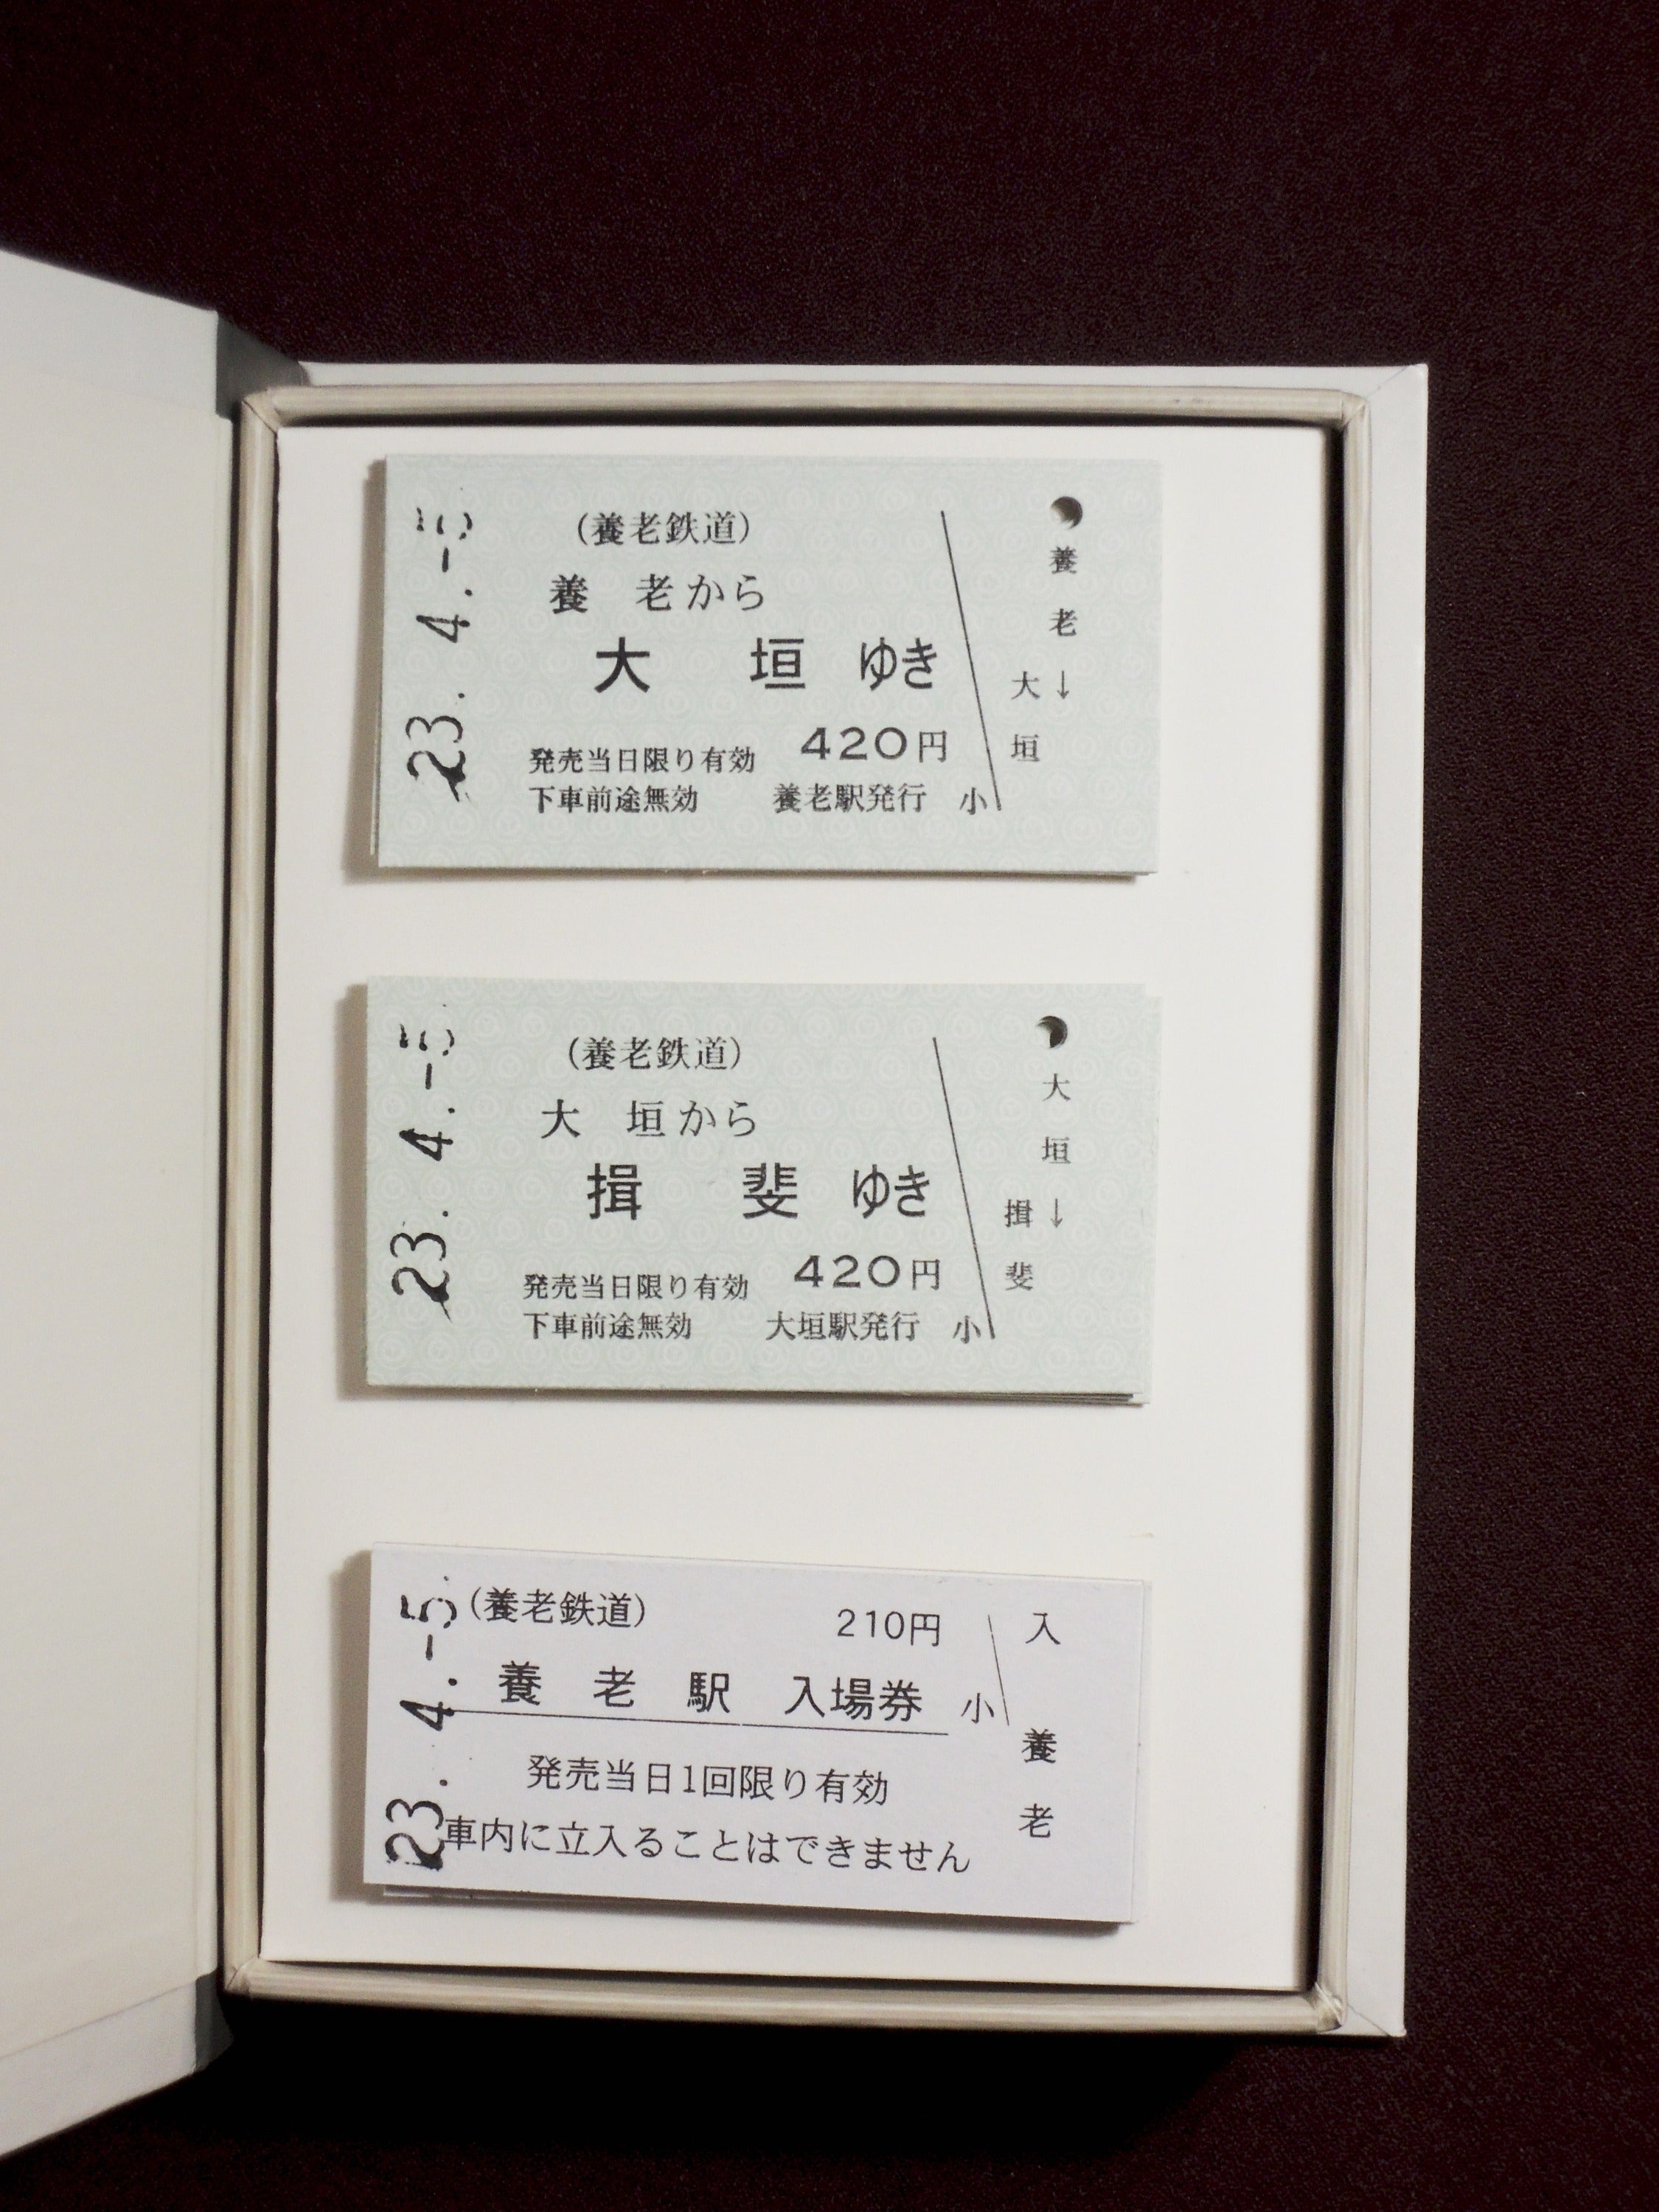 23.4.-5
(養老鉄道)
養 老から
大 垣 ゆき
420円
発売当日限り有効
下車前途無効 養老駅発行 小
養老↓
大垣
23.4.-5
(養老鉄道)
大 垣から
揖 斐 ゆき
420円
発売当日限り有効
下車前途無効 大垣駅発行 小
大垣↓
揖斐
23.4.-5
(養老鉄道) 210円
養 老 駅 入場券 小
発売当日1回限り有効
車内に立入ることはできません
入 養老